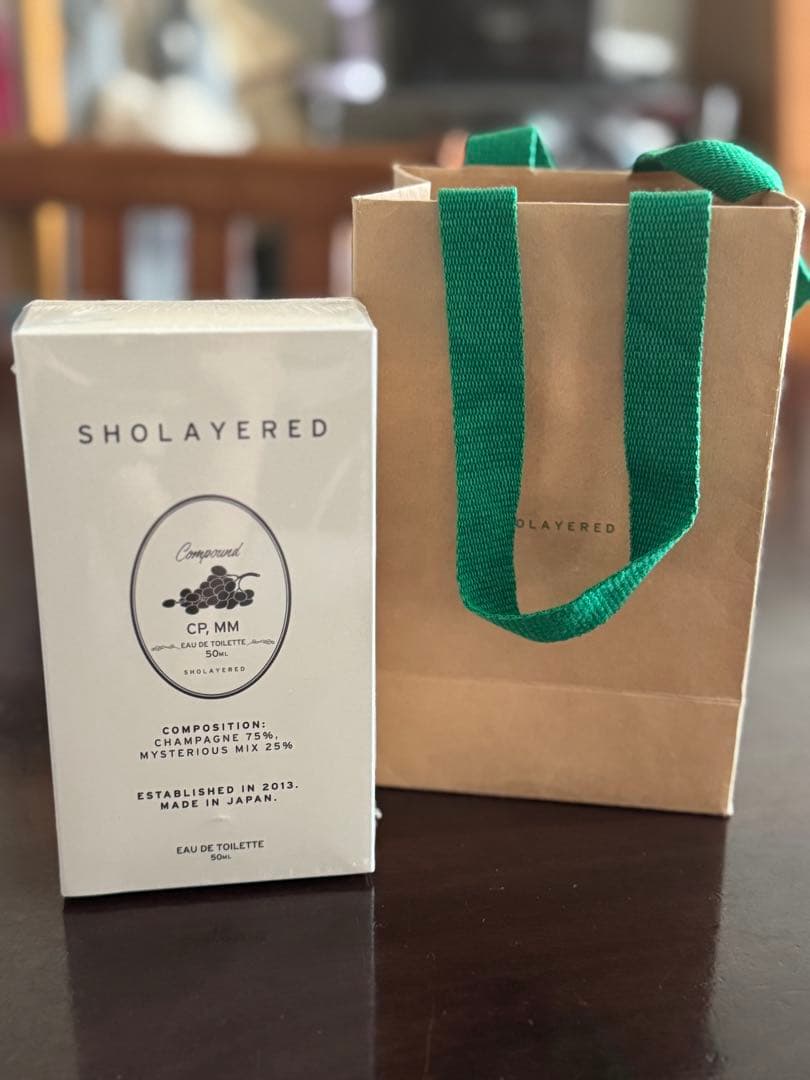 SHOLAYERED
Compound
CP, MM
EAU DE TOILETTE
50ML
SHOLAYERED
COMPOSITION:
CHAMPAGNE 75%,
MYSTERIOUS MIX 25%
ESTABLISHED IN 2013.
MADE IN JAPAN.
EAU DE TOILETTE
50ML
OLAYERED